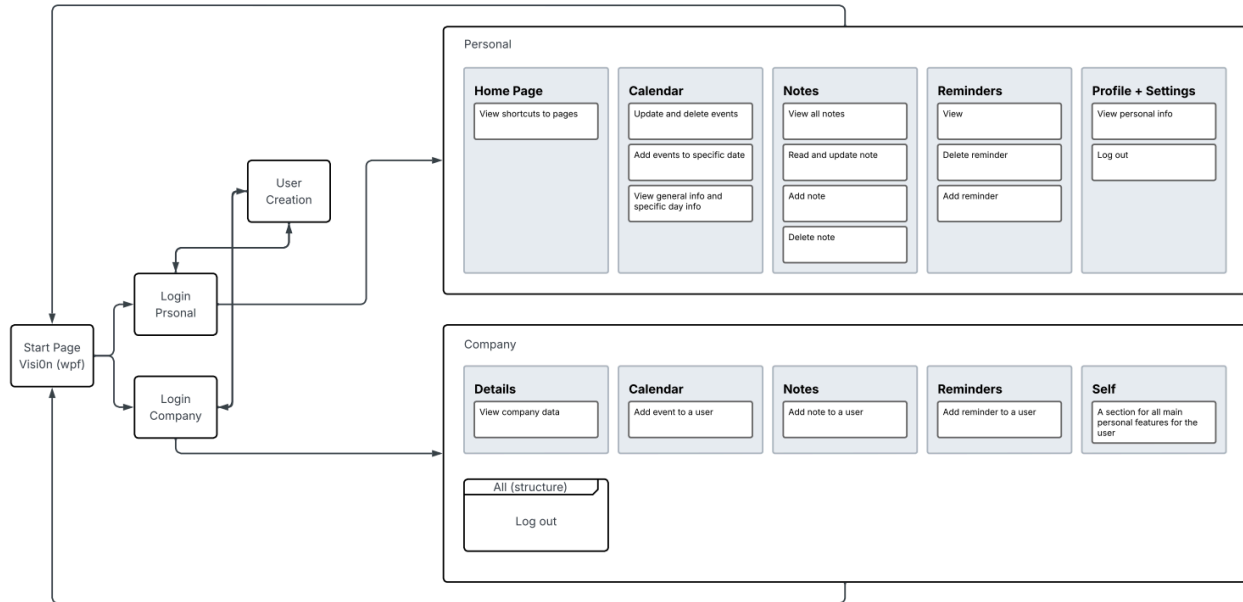 Personal
Home Page
View shortcuts to pages
Calendar
Update and delete events
Add events to specific date
View general info and
specific day info
Notes
View all notes
Read and update note
Add note
Delete note
Reminders
View
Delete reminder
Add reminder
Profile + Settings
View personal info
Log out
User
Creation
Login
Prsonal
Start Page
Visi0n (wpf)
Login
Company
Company
Details
View company data
Calendar
Add event to a user
Notes
Add note to a user
Reminders
Add reminder to a user
Self
A section for all main
personal features for the
user
All (structure)
Log out